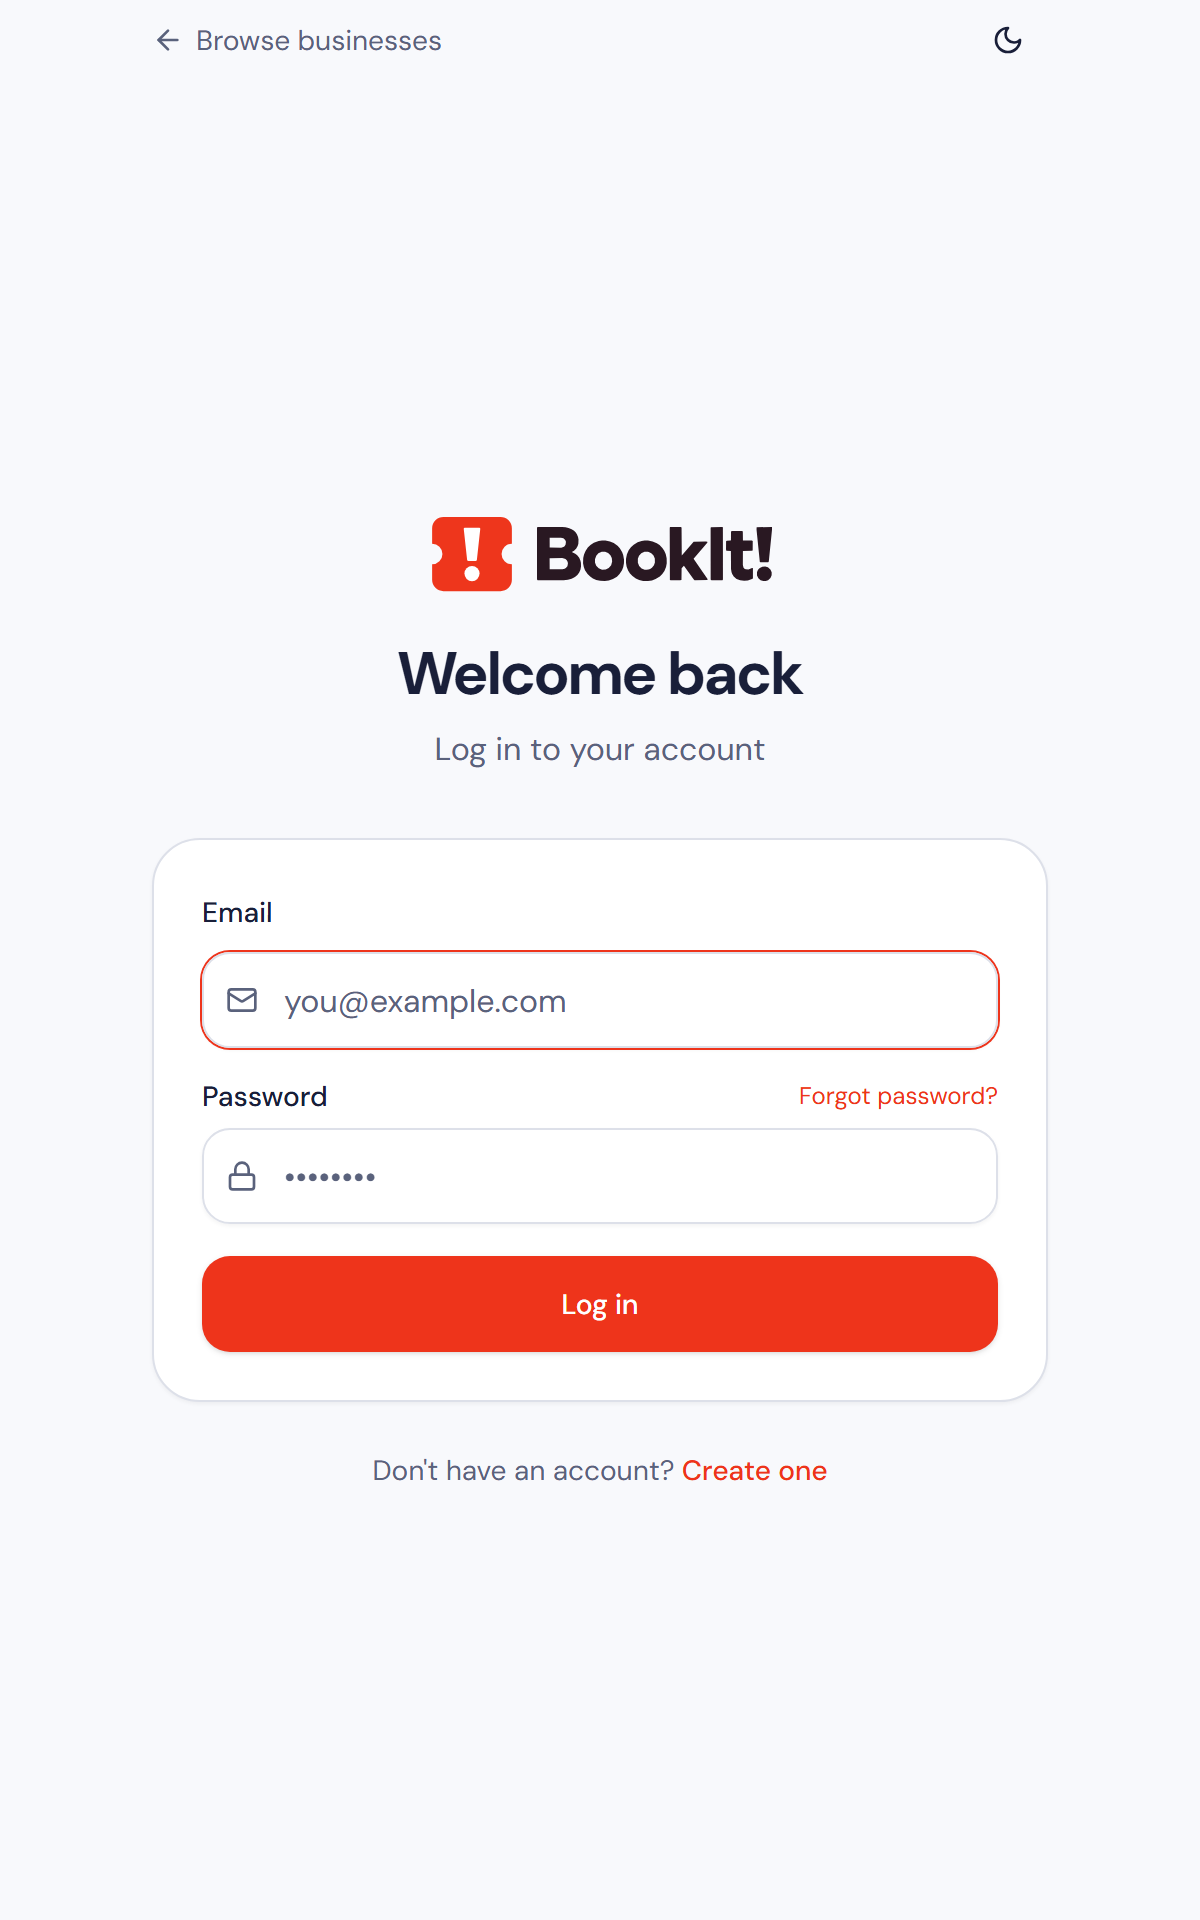 Browse businesses
! BookIt!
Welcome back
Log in to your account
Email
you@example.com
Password Forgot password?
••••••••
Log in
Don't have an account? Create one